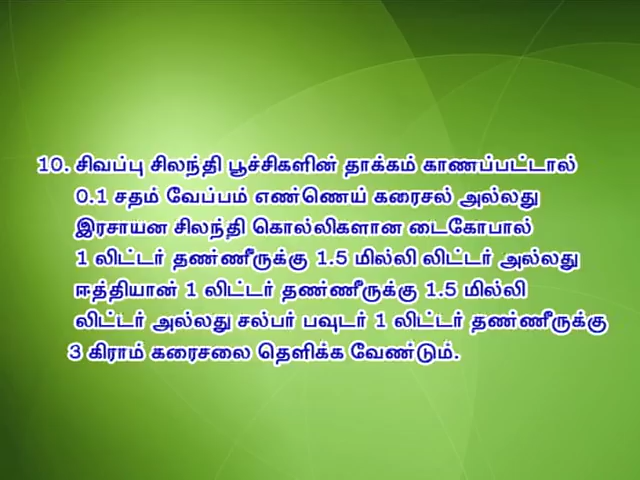 10. சிவப்பு சிலந்தி பூச்சிகளின் தாக்கம் காணப்பட்டால்
0.1 சதம் வேப்பம் எண்ணெய் கரைசல் அல்லது
இரசாயன சிலந்தி கொல்லிகளான டைகோபால்
1 லிட்டர் தண்ணீருக்கு 1.5 மில்லி லிட்டர் அல்லது
ஈத்தியான் 1 லிட்டர் தண்ணீருக்கு 1.5 மில்லி
லிட்டர் அல்லது சல்பர் பவுடர் 1 லிட்டர் தண்ணீருக்கு
3 கிராம் கரைசலை தெளிக்க வேண்டும்.